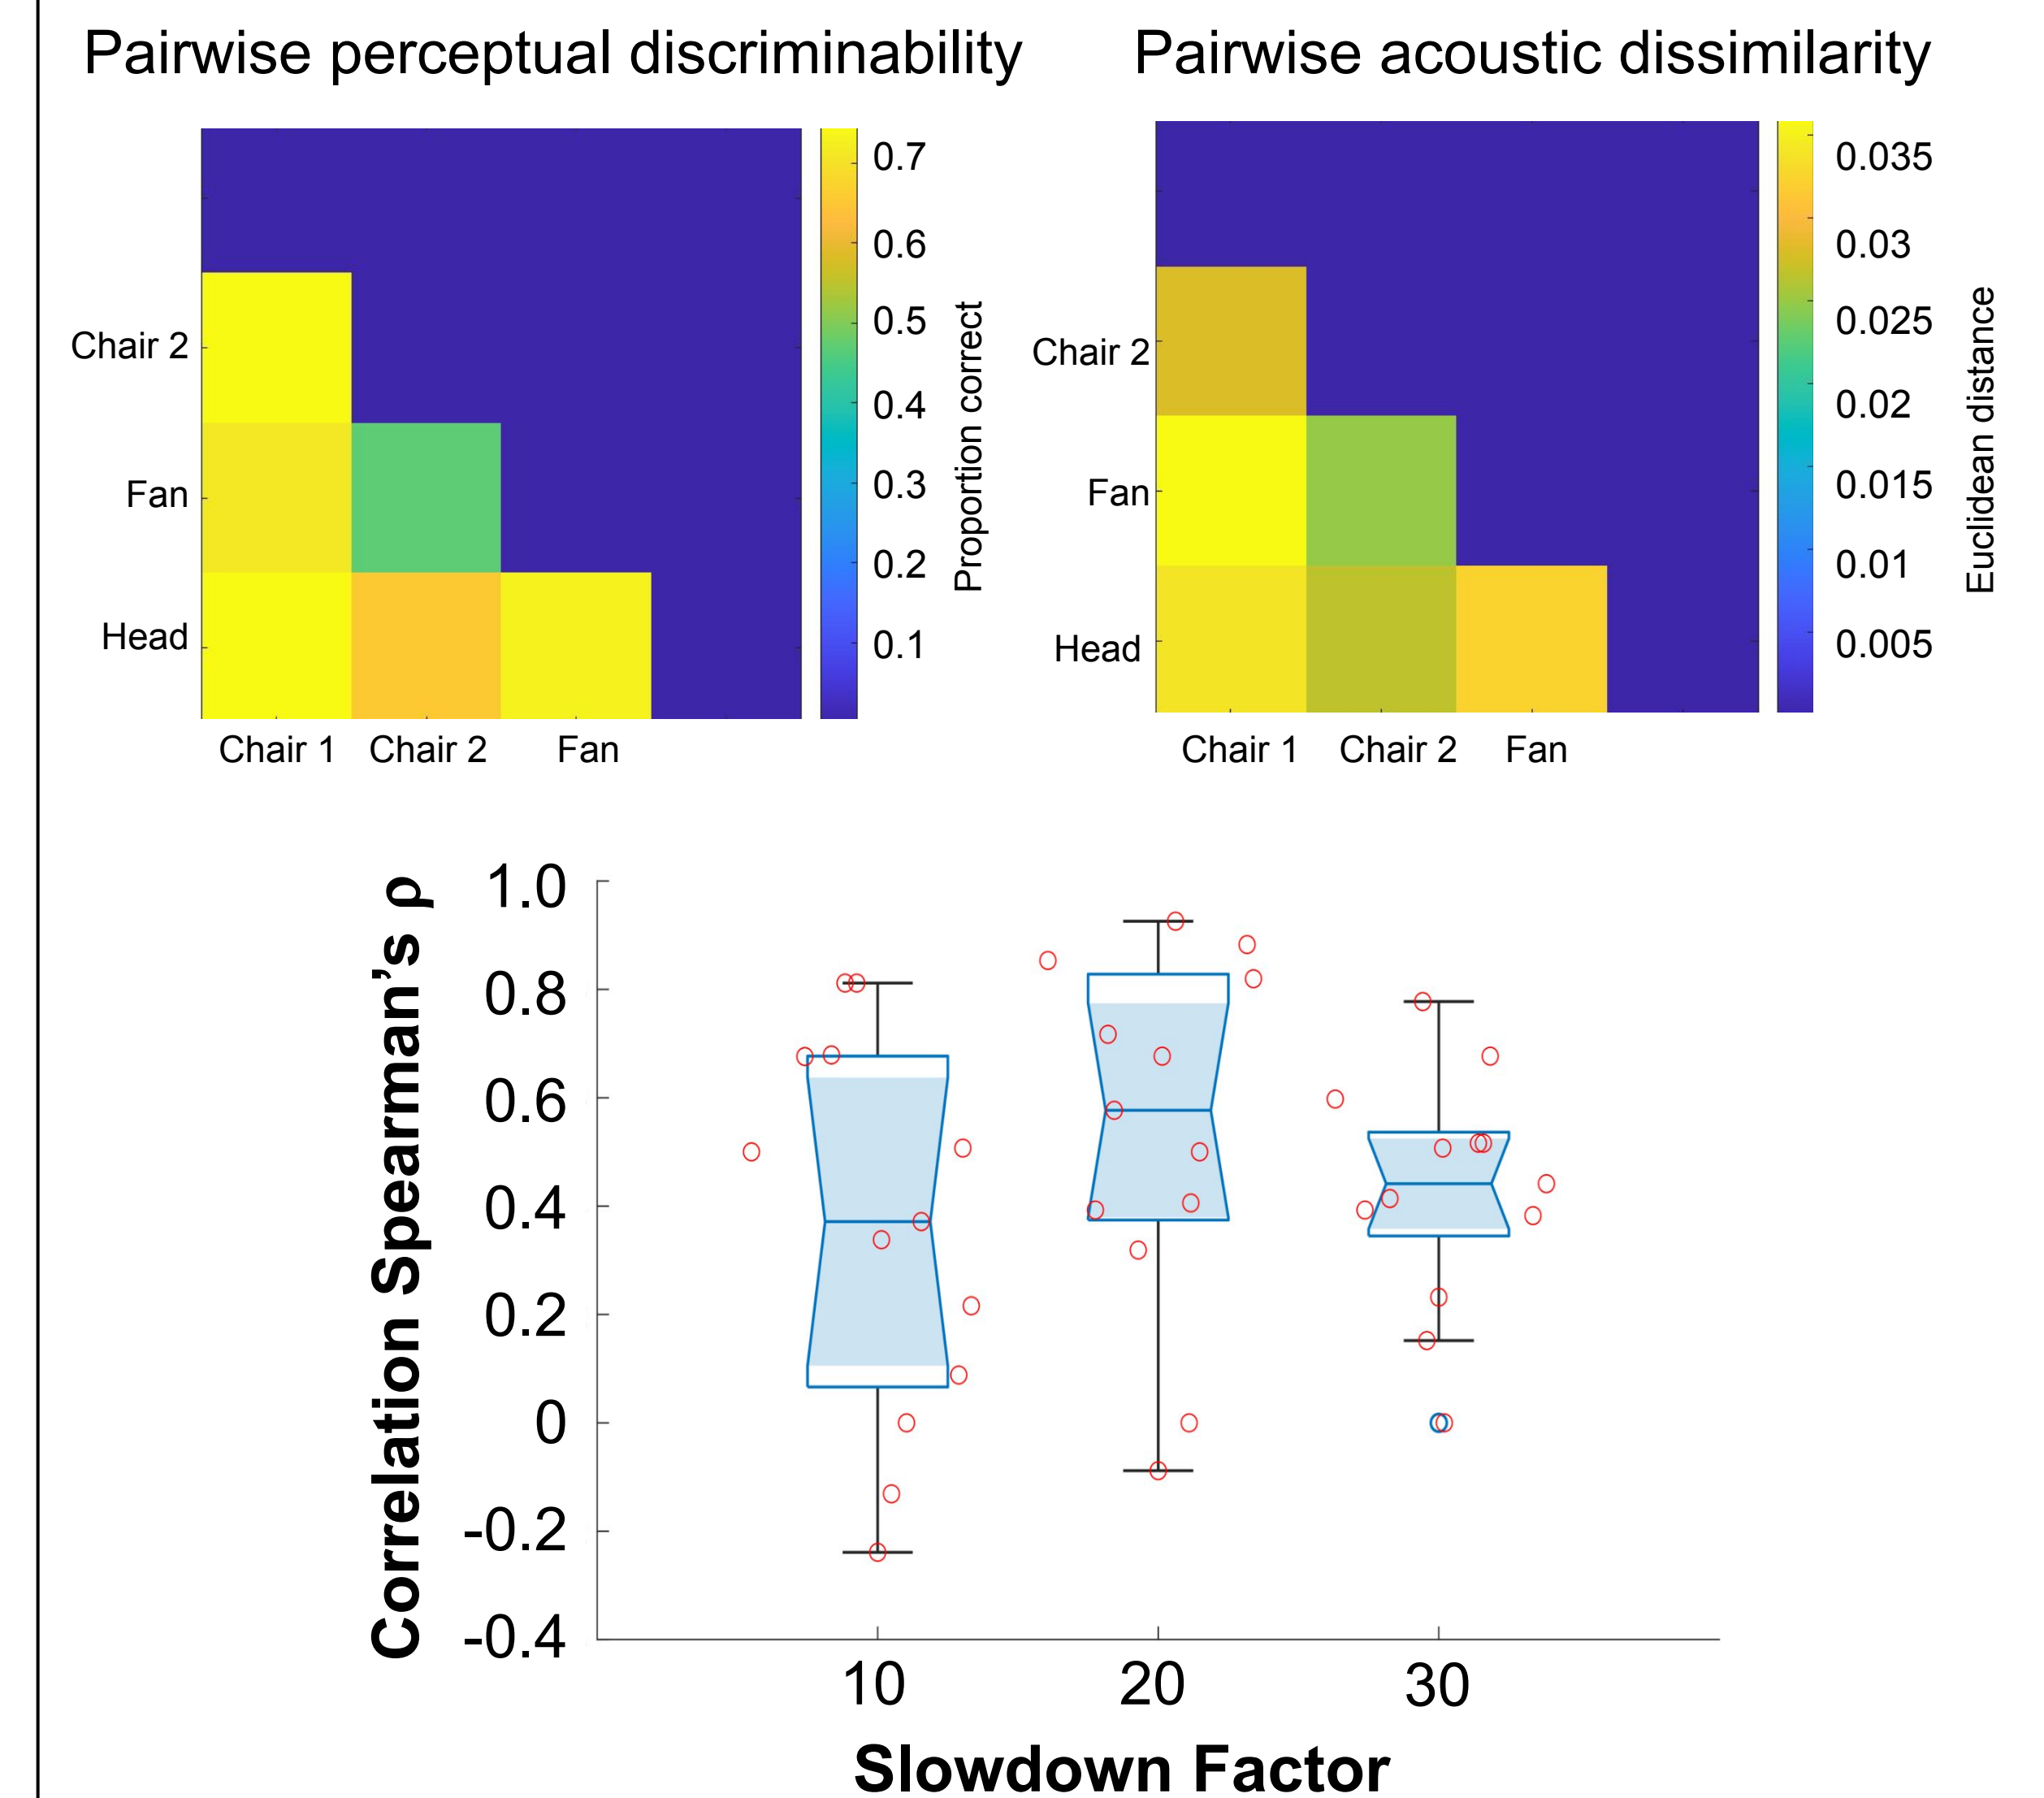 Pairwise perceptual discriminability
Pairwise acoustic dissimilarity
Chair 2
Fan
Head
Chair 1
Chair 2
Fan
0.7
0.6
0.5
0.4
0.3
0.2
0.1
Proportion correct
Chair 2
Fan
Head
Chair 1
Chair 2
Fan
0.035
0.03
0.025
0.02
0.015
0.01
0.005
Euclidean distance
Correlation Spearman's ρ
1.0
0.8
0.6
0.4
0.2
0
-0.2
-0.4
10
20
30
Slowdown Factor